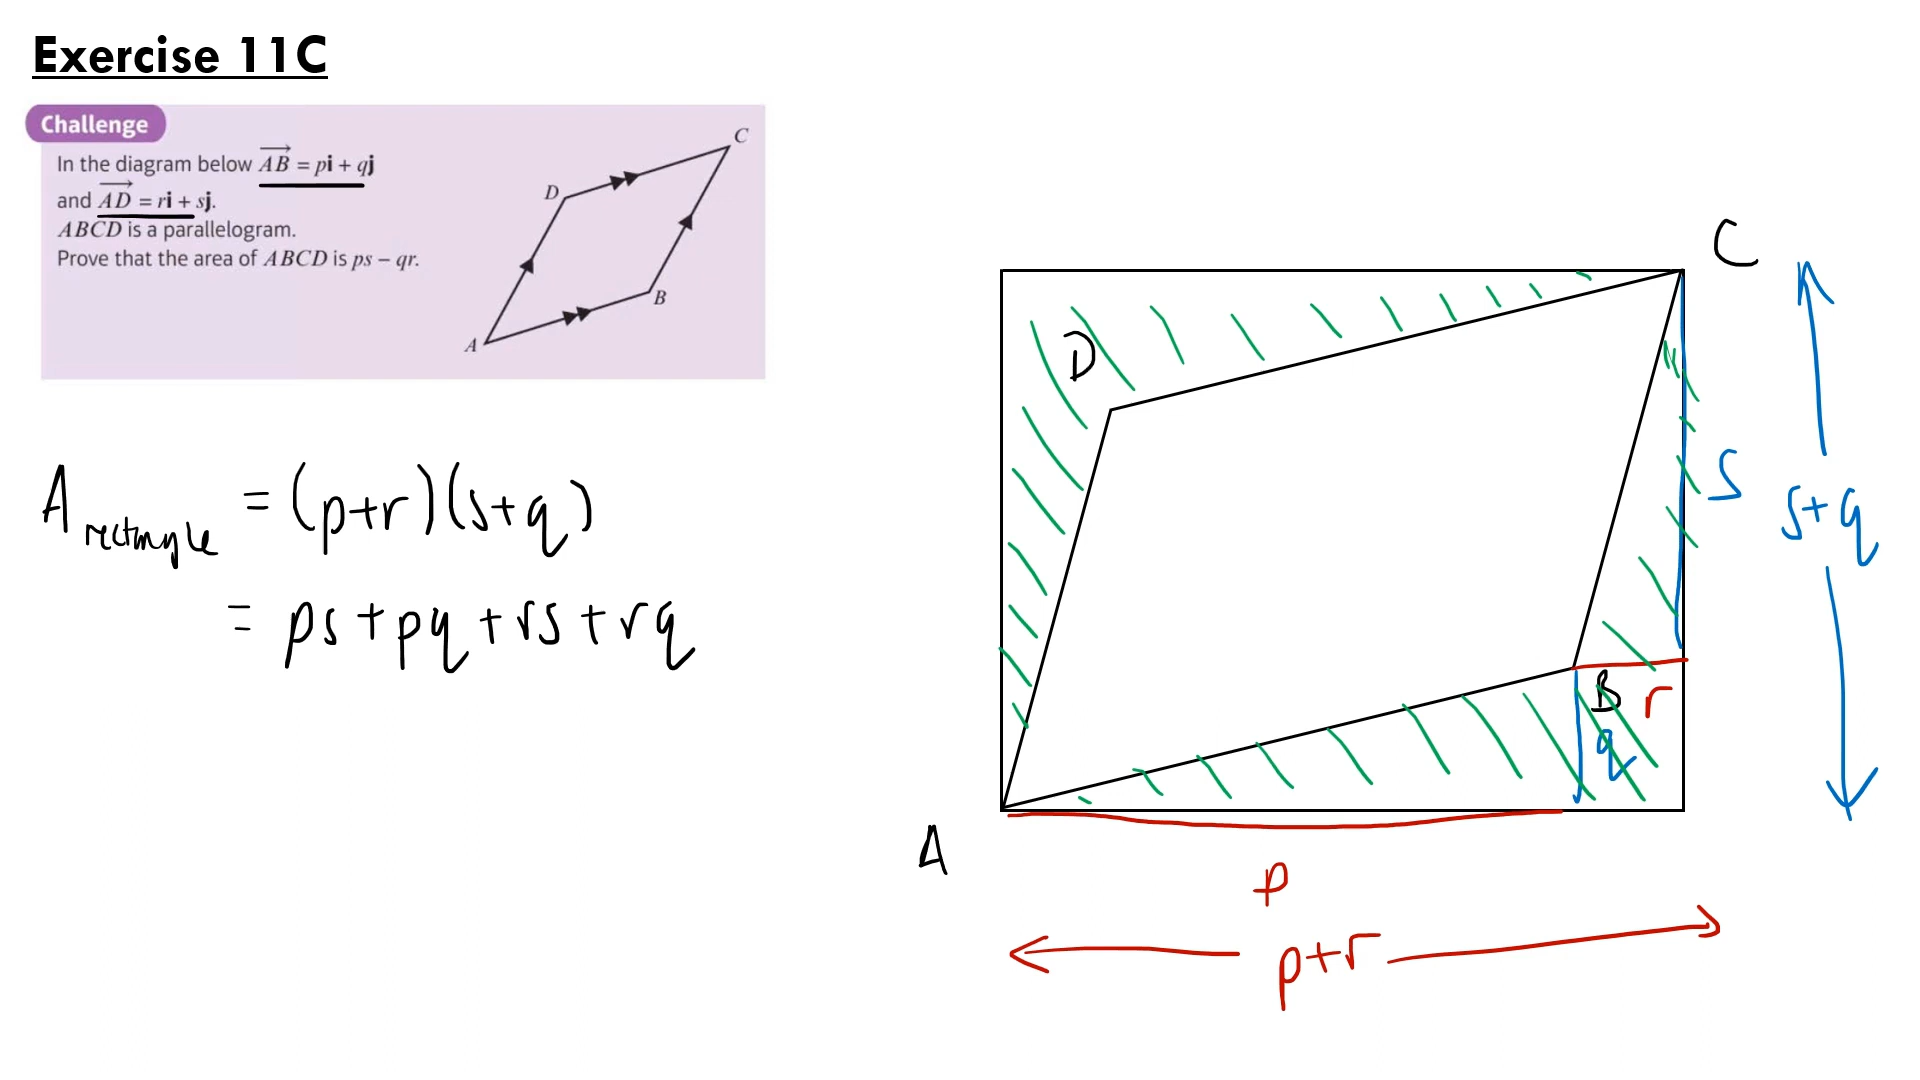 Exercise 11C
Challenge
In the diagram below AB = pi + qj
and AD = ri + sj.
ABCD is a parallelogram.
Prove that the area of ABCD is ps – qr.
C
D
B
A
A rectangle = (p+r)(s+q)
= ps + pq + rs + rq
C
D
S
s+q
B
r
q
A
p
p+r